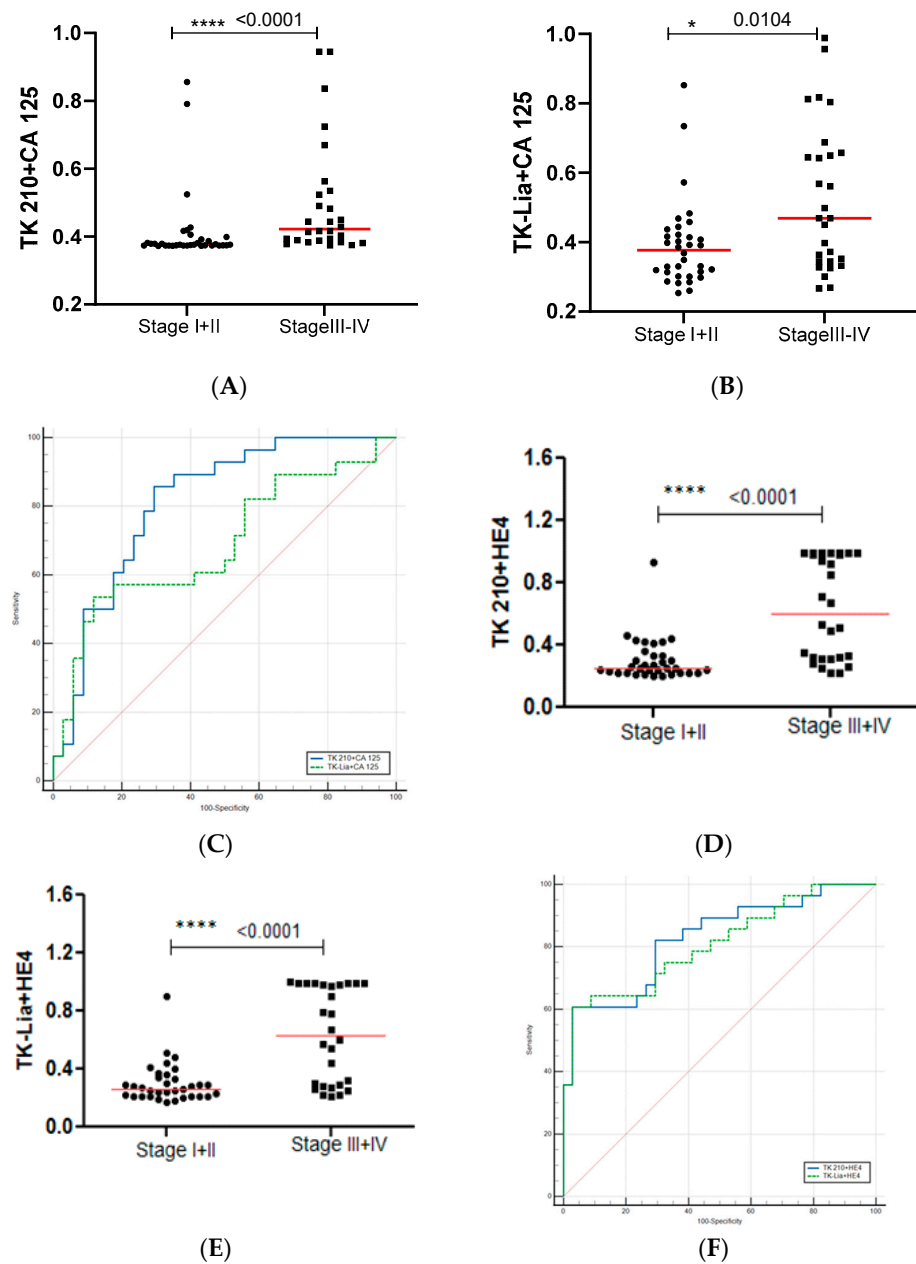 **** <0.0001
TK 210+CA 125
1.0
0.8
0.6
0.4
0.2
Stage I+II
StageIII-IV
(A)
* 0.0104
TK-Lia+CA 125
1.0
0.8
0.6
0.4
0.2
Stage I+II
StageIII-IV
(B)
Sensitivity
100
80
60
40
20
0
0 20 40 60 80 100
100-Specificity
TK 210+CA 125
TK-Lia+CA 125
(C)
TK 210+HE4
1.6
1.2
0.8
0.4
0.0
****
<0.0001
Stage I+II
Stage III+IV
(D)
TK-Lia+HE4
1.6
1.2
0.8
0.4
0.0
****
<0.0001
Stage I+II
Stage III+IV
(E)
Sensitivity
100
80
60
40
20
0
0 20 40 60 80 100
100-Specificity
TK 210+HE4
TK-Lia+HE4
(F)